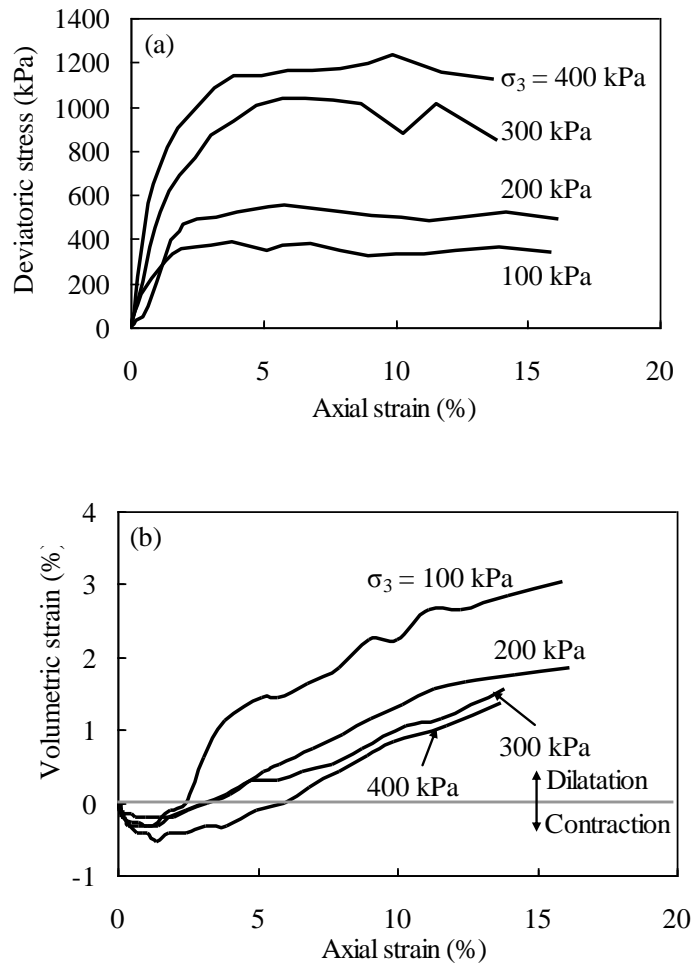 1400
(a)
1200
σ3 = 400 kPa
1000
300 kPa
800
600
200 kPa
400
200
100 kPa
0
Deviatoric stress (kPa)
0 5 10 15 20
Axial strain (%)
4
(b)
3
σ3 = 100 kPa
2
200 kPa
1
300 kPa
400 kPa
Dilatation
0
Contraction
-1
Volumetric strain (%)
0 5 10 15 20
Axial strain (%)